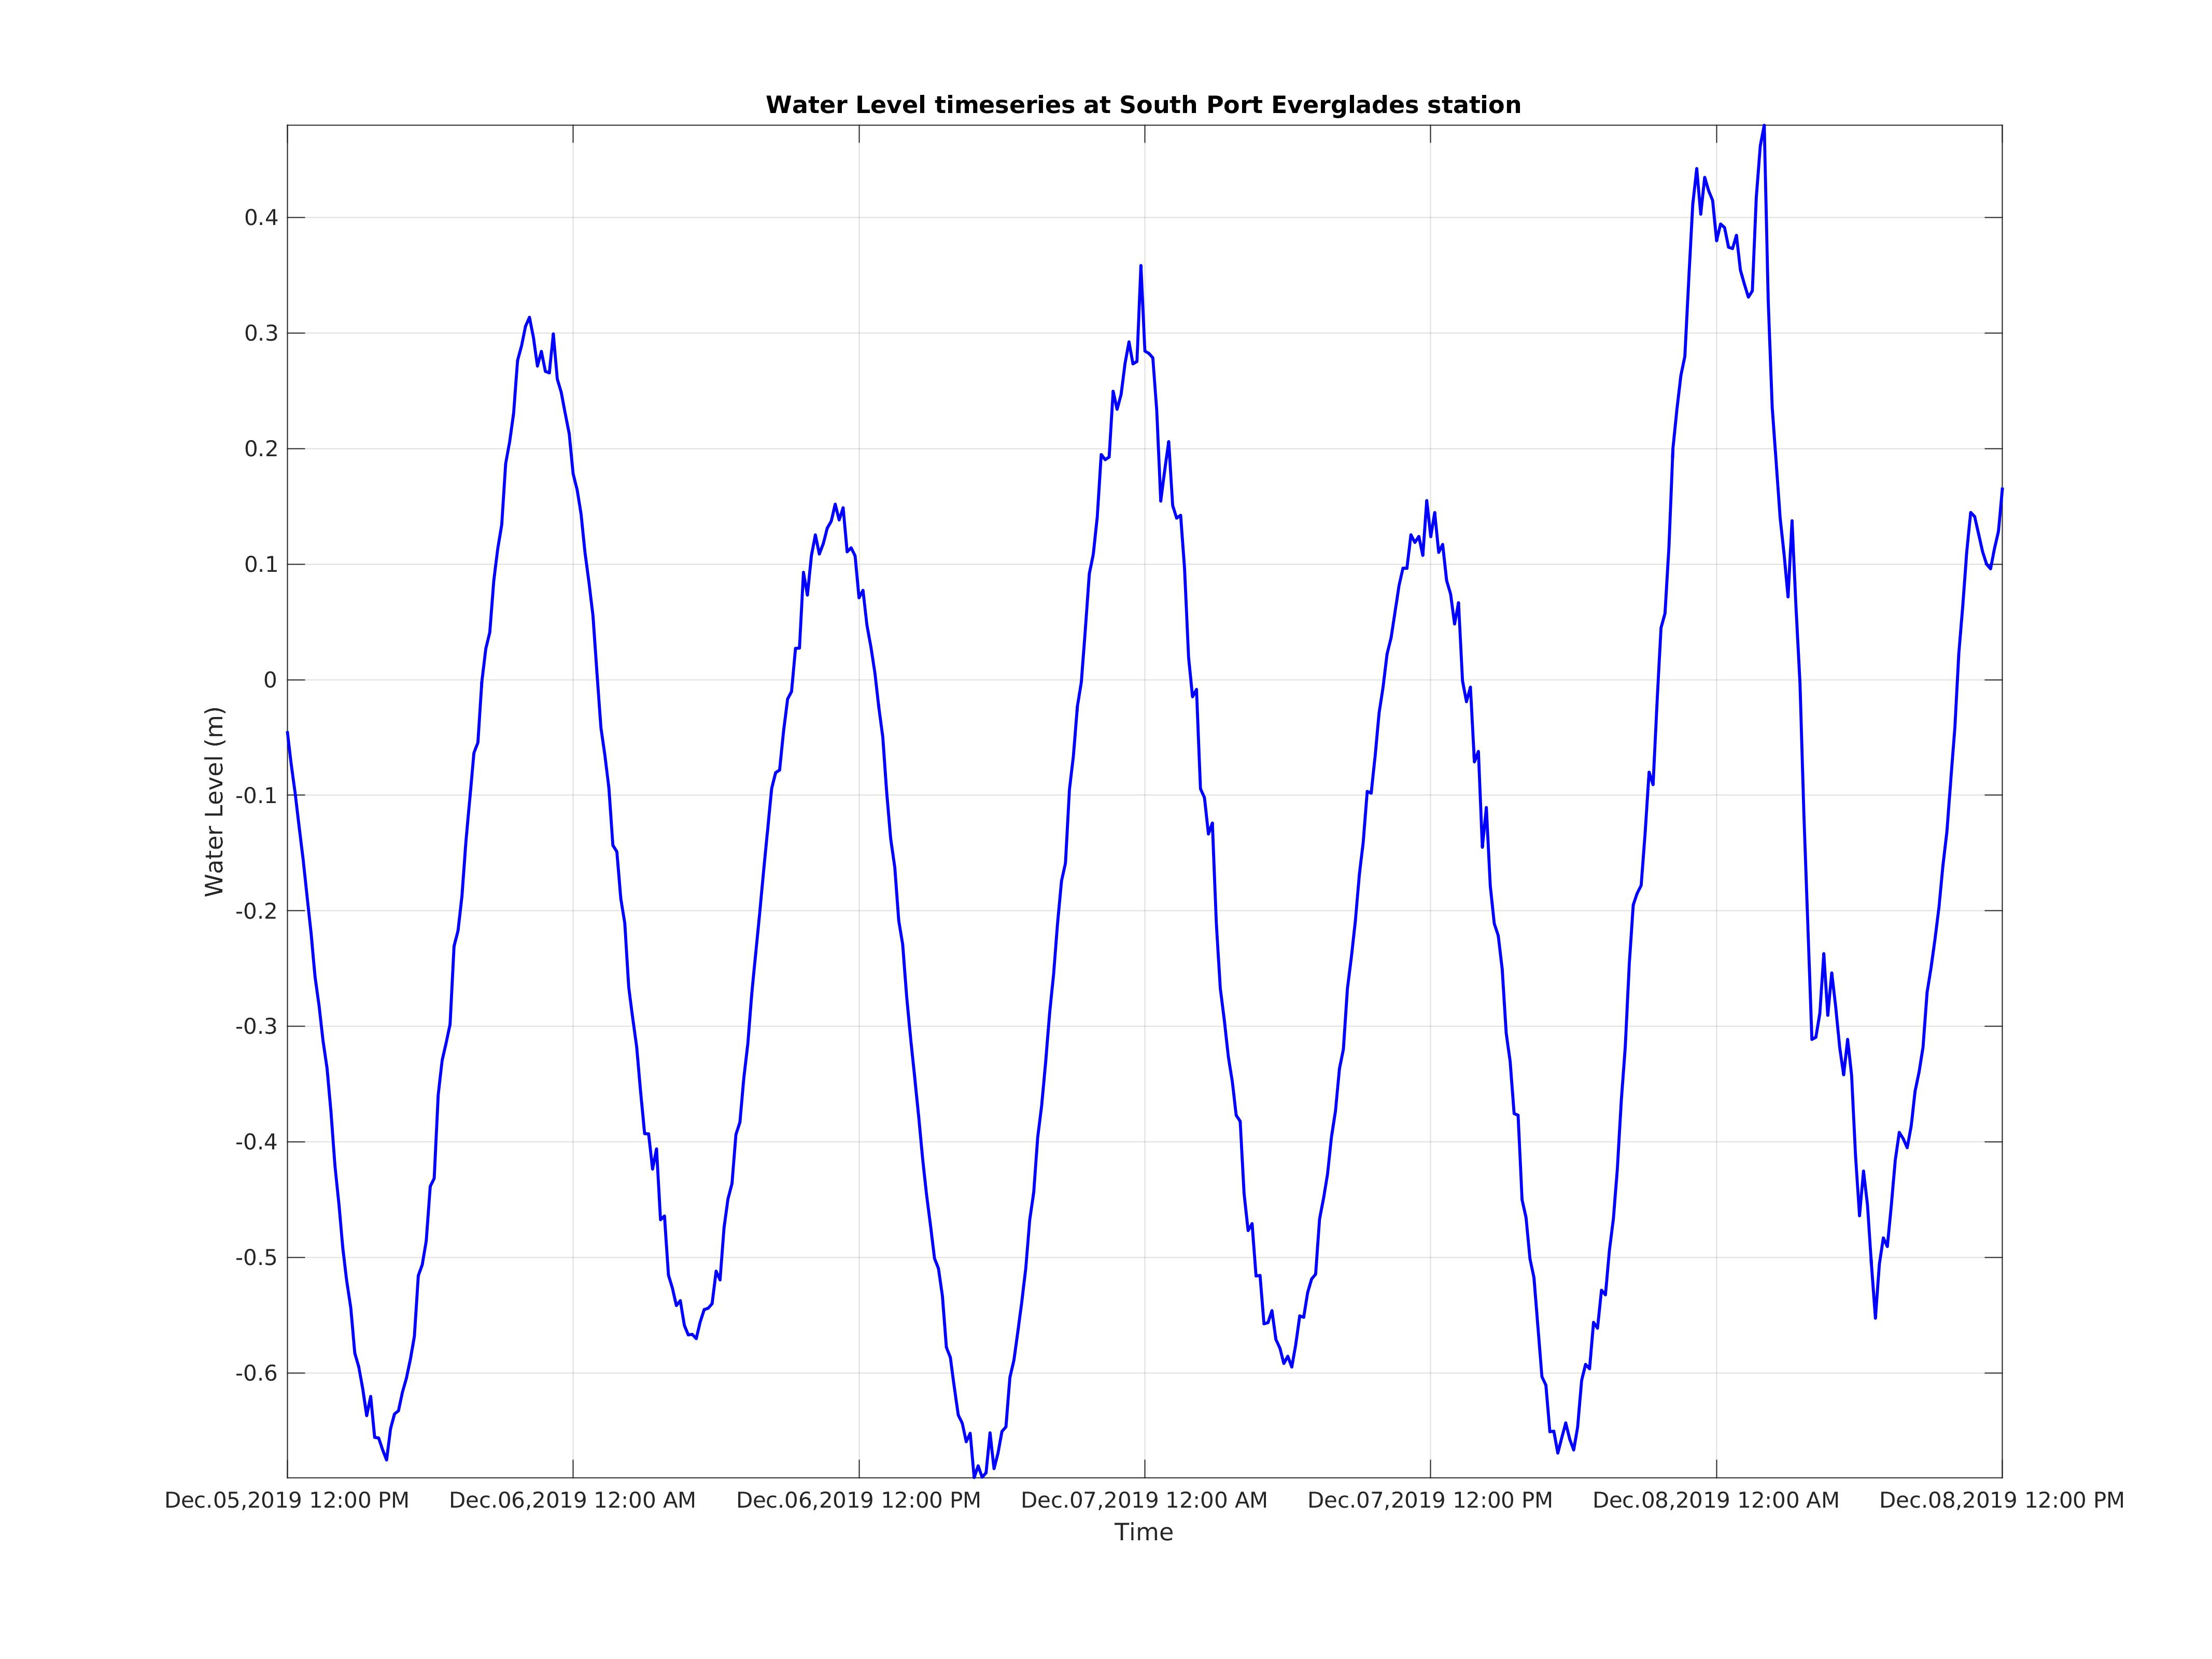 Water Level timeseries at South Port Everglades station
0.4
0.3
0.2
0.1
0
-0.1
-0.2
-0.3
-0.4
-0.5
-0.6
Water Level (m)
Dec.05,2019 12:00 PM Dec.06,2019 12:00 AM Dec.06,2019 12:00 PM Dec.07,2019 12:00 AM Dec.07,2019 12:00 PM Dec.08,2019 12:00 AM Dec.08,2019 12:00 PM
Time